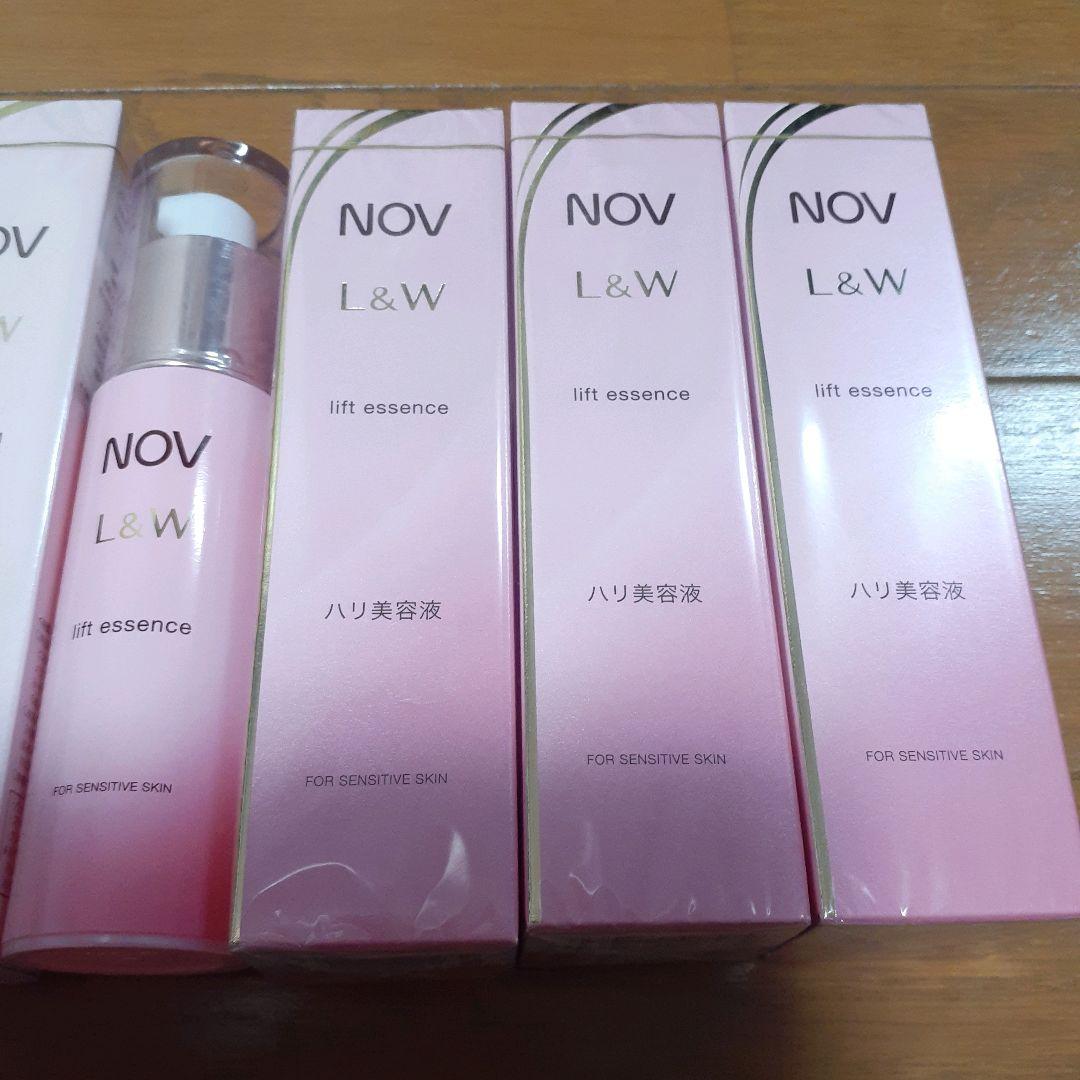 OV
W
NOV
L&W
lift essence
FOR SENSITIVE SKIN
NOV
L&W
lift essence
ハリ美容液
FOR SENSITIVE SKIN
NOV
L&W
lift essence
ハリ美容液
FOR SENSITIVE SKIN
NOV
L&W
lift essence
ハリ美容液
FOR SENSITIVE SKIN